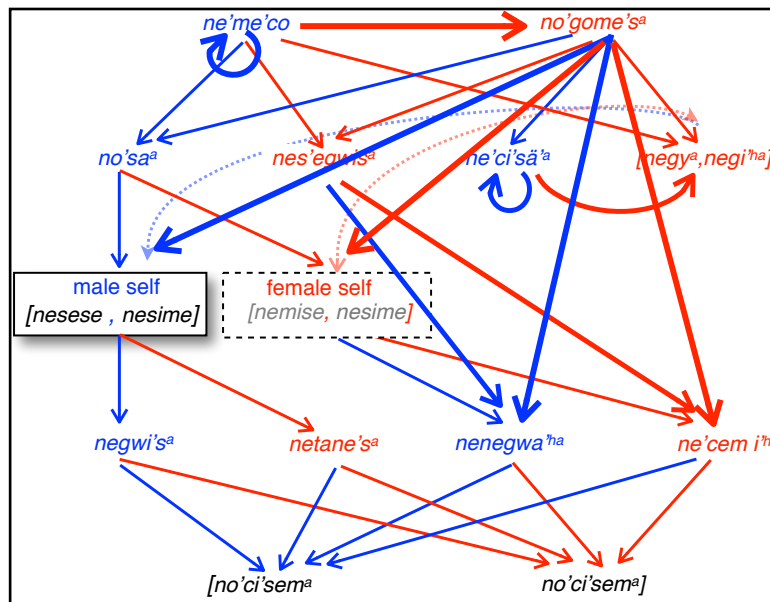 ne’me’co no’gome’sᵃ
no’saᵃ nes’egwisᵃ ne’ci’sä’ᵃ [negyᵃ,negi’ʰᵃ]
male self female self
[nesese , nesime] [nemise, nesime]
negwi’sᵃ netane’sᵃ nenegwa’ʰᵃ ne’cem i’ʰ
[no’ci’semᵃ no’ci’semᵃ]